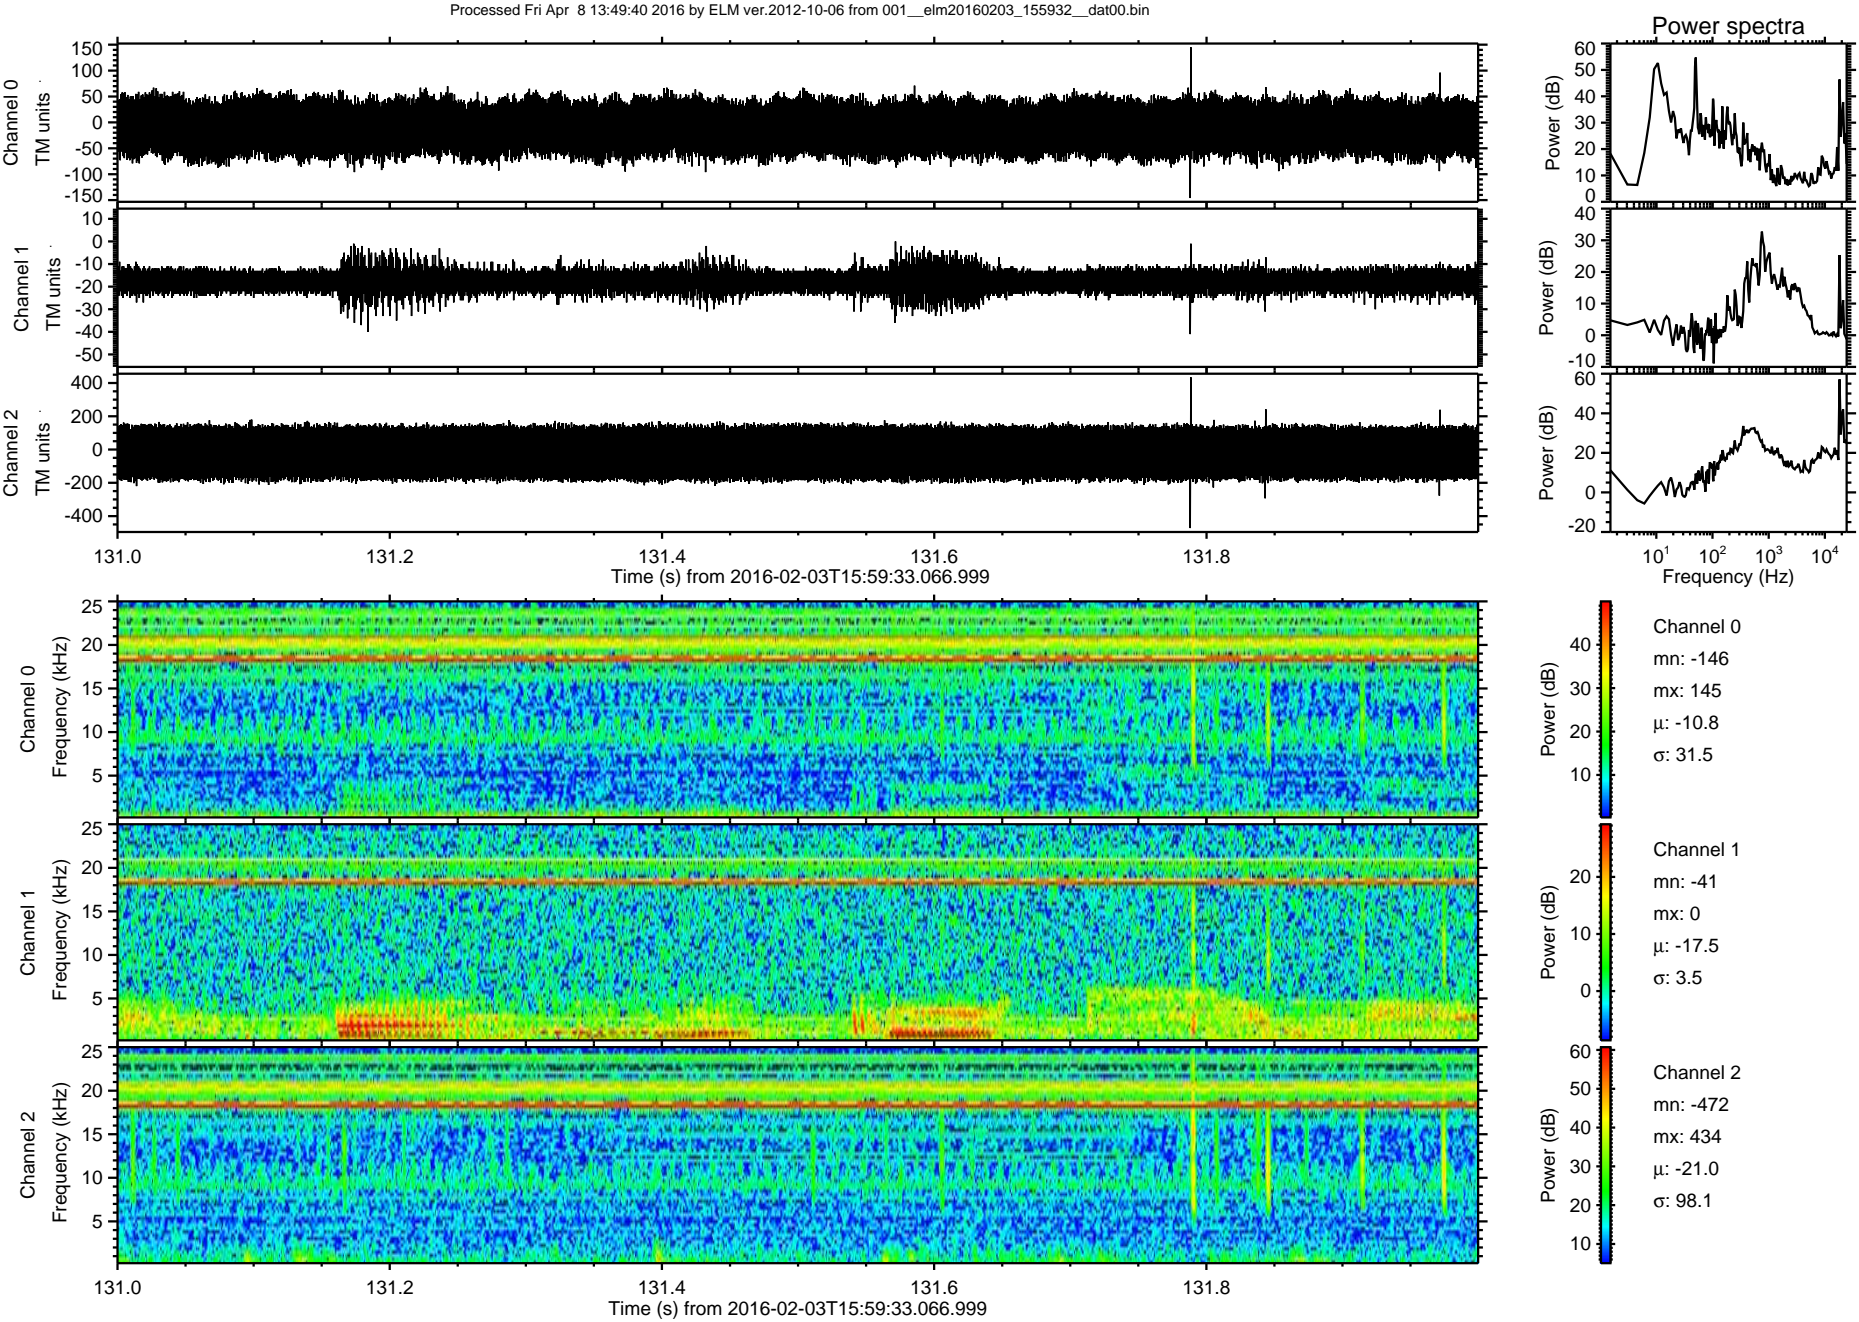 Processed Fri Apr 8 13:49:40 2016 by ELM ver.2012-10-06 from 001__elm20160203_155932__dat00.bin
Power spectra
Channel 0
TM units
150
100
50
0
-50
-100
-150
Power (dB)
60
50
40
30
20
10
0
Channel 1
TM units
10
0
-10
-20
-30
-40
-50
Power (dB)
40
30
20
10
0
-10
Channel 2
TM units
400
200
0
-200
-400
Power (dB)
60
40
20
0
-20
131.0 131.2 131.4 131.6 131.8
Time (s) from 2016-02-03T15:59:33.066.999
10¹ 10² 10³ 10⁴
Frequency (Hz)
Channel 0
Frequency (kHz)
25
20
15
10
5
Power (dB)
40
30
20
10
Channel 0
mn: -146
mx: 145
μ: -10.8
σ: 31.5
Channel 1
Frequency (kHz)
25
20
15
10
5
Power (dB)
20
10
0
Channel 1
mn: -41
mx: 0
μ: -17.5
σ: 3.5
Channel 2
Frequency (kHz)
25
20
15
10
5
Power (dB)
60
50
40
30
20
10
Channel 2
mn: -472
mx: 434
μ: -21.0
σ: 98.1
131.0 131.2 131.4 131.6 131.8
Time (s) from 2016-02-03T15:59:33.066.999